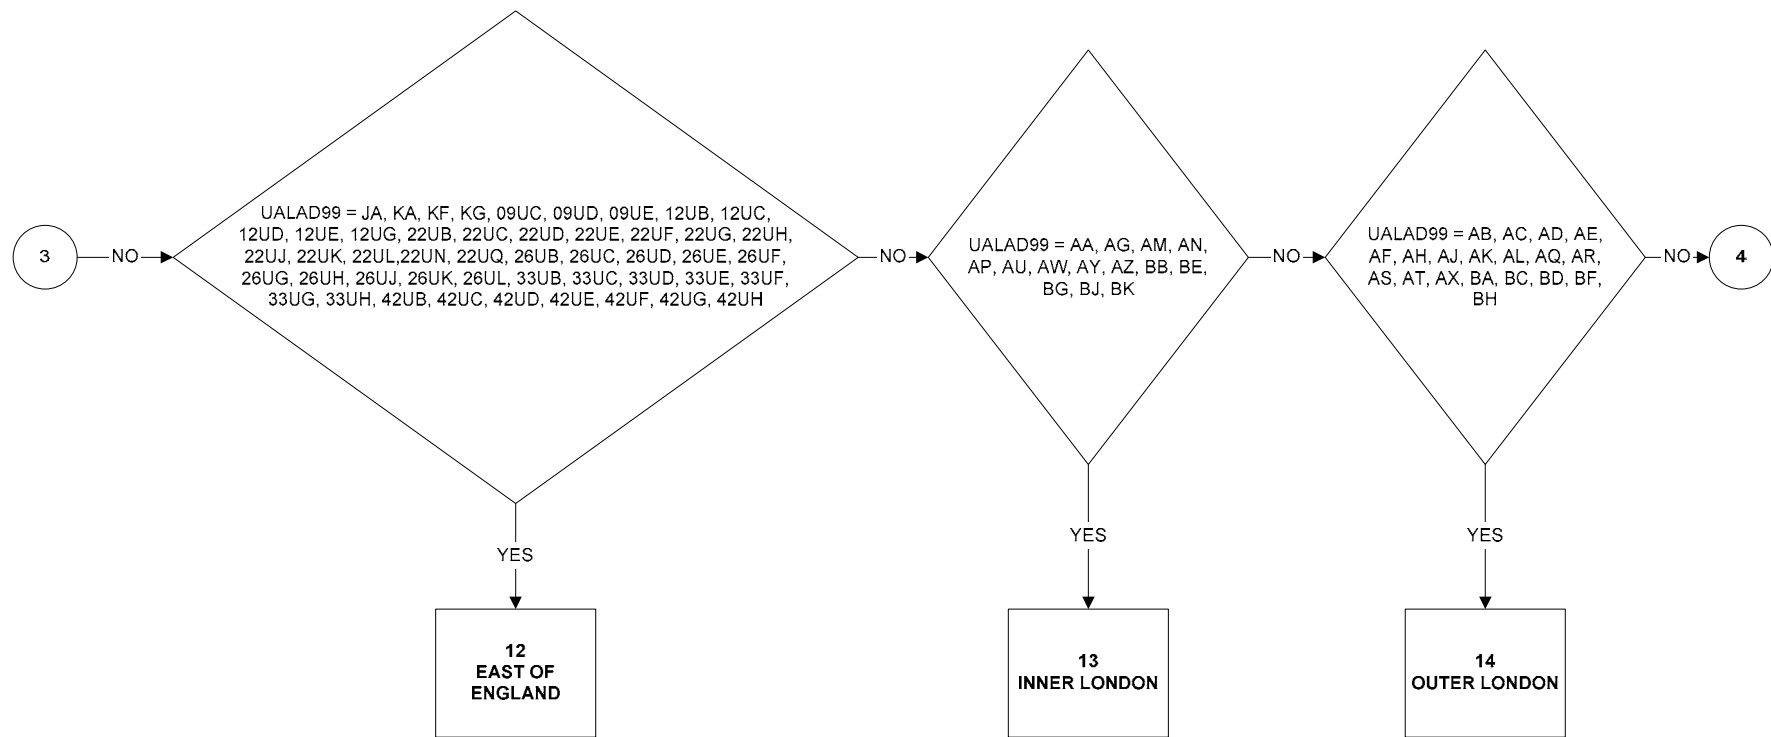 3
NO
UALAD99 = JA, KA, KF, KG, 09UC, 09UD, 09UE, 12UB, 12UC,
12UD, 12UE, 12UG, 22UB, 22UC, 22UD, 22UE, 22UF, 22UG, 22UH,
22UJ, 22UK, 22UL,22UN, 22UQ, 26UB, 26UC, 26UD, 26UE, 26UF,
26UG, 26UH, 26UJ, 26UK, 26UL, 33UB, 33UC, 33UD, 33UE, 33UF,
33UG, 33UH, 42UB, 42UC, 42UD, 42UE, 42UF, 42UG, 42UH
NO
UALAD99 = AA, AG, AM, AN,
AP, AU, AW, AY, AZ, BB, BE,
BG, BJ, BK
NO
UALAD99 = AB, AC, AD, AE,
AF, AH, AJ, AK, AL, AQ, AR,
AS, AT, AX, BA, BC, BD, BF,
BH
NO
4
YES
YES
YES
12
EAST OF
ENGLAND
13
INNER LONDON
14
OUTER LONDON